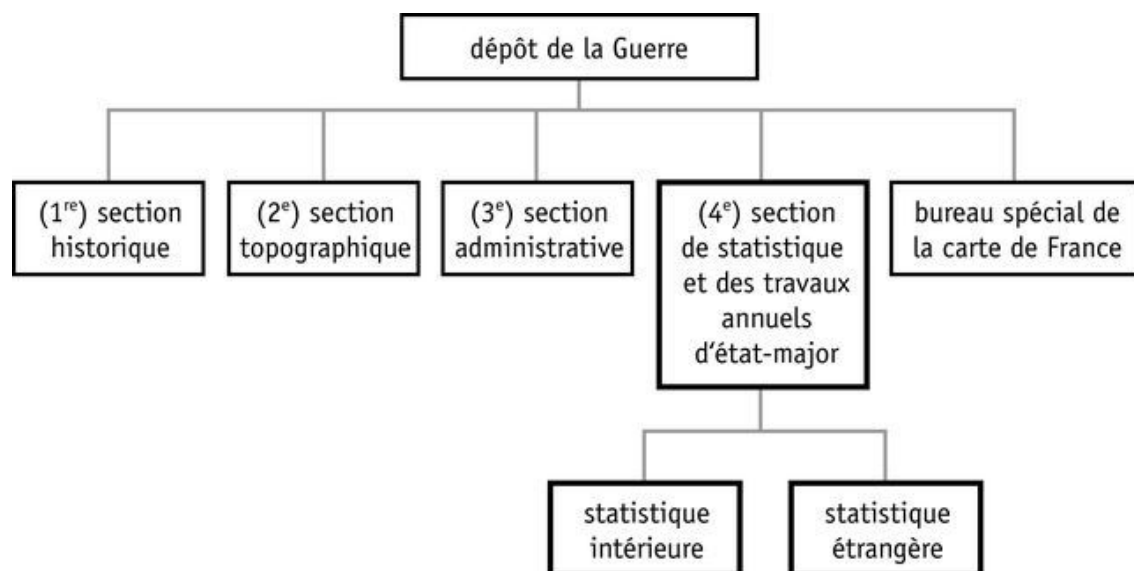 dépôt de la Guerre
(1re) section
historique
(2e) section
topographique
(3e) section
administrative
(4e) section
de statistique
et des travaux
annuels
d'état-major
bureau spécial de
la carte de France
statistique
intérieure
statistique
étrangère